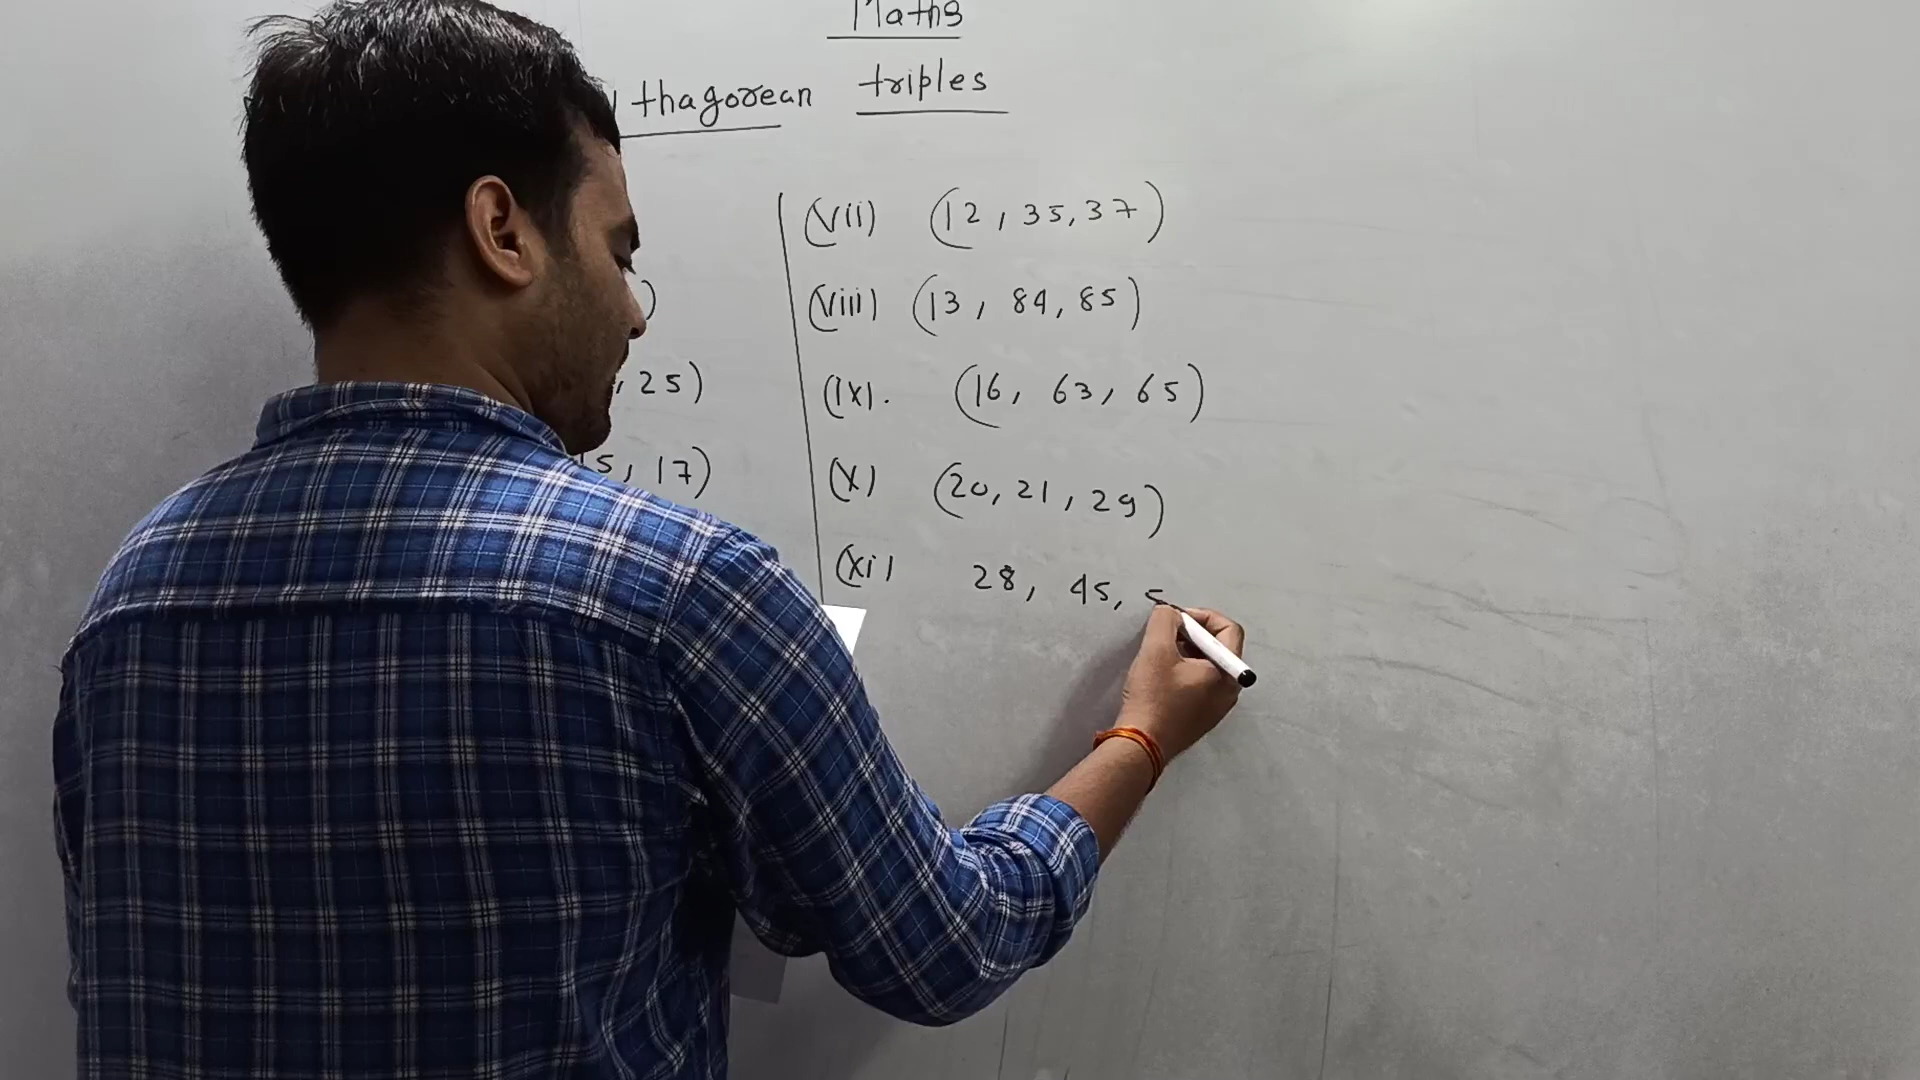 Maths
thagorean triples
)
, 25)
15, 17)
(vii) (12, 35, 37)
(viii) (13, 84, 85)
(ix). (16, 63, 65)
(x) (20, 21, 29)
(xi) 28, 45, 5